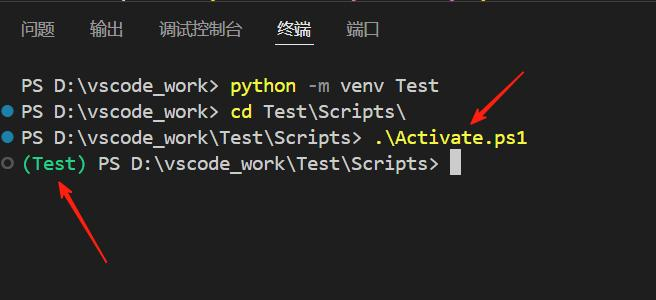 问题 输出 调试控制台 终端 端口
PS D:\vscode_work> python -m venv Test
PS D:\vscode_work> cd Test\Scripts\
PS D:\vscode_work\Test\Scripts> .\Activate.ps1
(Test) PS D:\vscode_work\Test\Scripts>